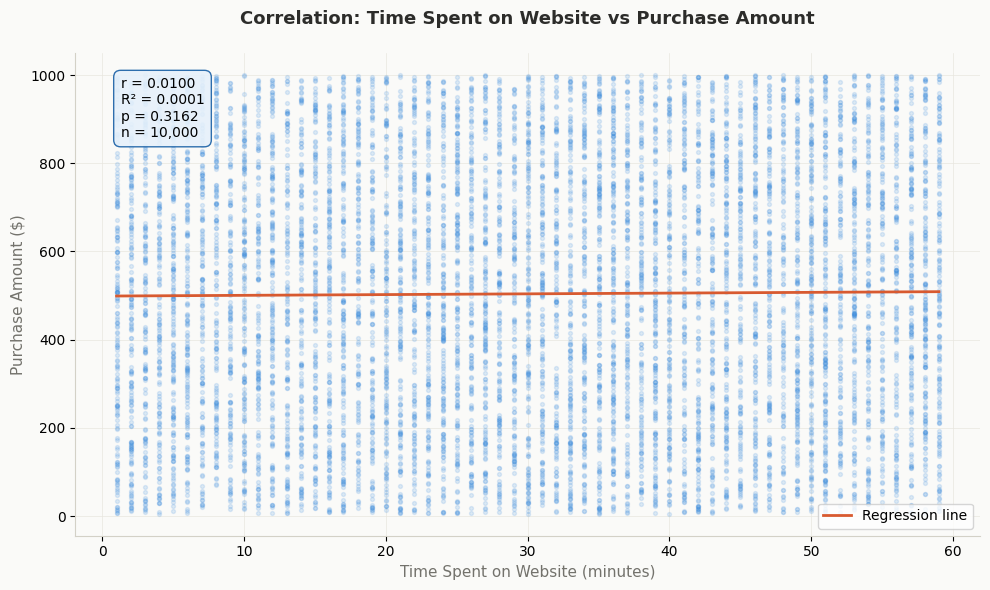 Correlation: Time Spent on Website vs Purchase Amount
r = 0.0100
R² = 0.0001
p = 0.3162
n = 10,000
1000
800
600
400
200
0
Purchase Amount ($)
Regression line
0 10 20 30 40 50 60
Time Spent on Website (minutes)